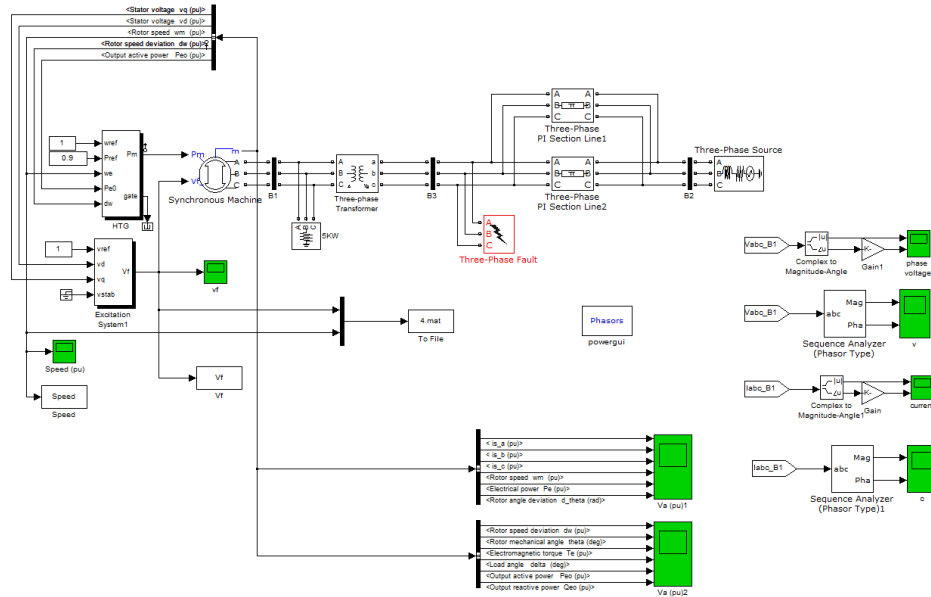 <Stator voltage vq (pu)>
<Stator voltage vd (pu)>
<Rotor speed wm (pu)>
<Rotor speed deviation dw (pu)>
<Output active power Peo (pu)>
1
0.9
wref
Pref
we
Pe0
dw
Pm
gate
HTG
Pm
Vf
m
A
B
C
Synchronous Machine
B1
A
B
C
5KW
A
B
C
a
b
c
Three-phase
Transformer
B3
A
B
C
A
B
C
Three-Phase
PI Section Line1
A
B
C
A
B
C
Three-Phase
PI Section Line2
B2
Three-Phase Source
A
B
C
A
B
C
Three-Phase Fault
1
vref
vd
vq
vstab
Vf
Excitation
System1
vf
Speed (pu)
Speed
Speed
Vf
Vf
4.mat
To File
Phasors
powergui
Vabc_B1
|u|
∠u
Complex to
Magnitude-Angle
K-
Gain1
phase
voltage
Vabc_B1
abc
Mag
Pha
Sequence Analyzer
(Phasor Type)
v
Iabc_B1
|u|
∠u
Complex to
Magnitude-Angle1
K-
Gain
curren
Iabc_B1
abc
Mag
Pha
Sequence Analyzer
(Phasor Type)1
c
< is_a (pu)>
< is_b (pu)>
< is_c (pu)>
<Rotor speed wm (pu)>
<Electrical power Pe (pu)>
<Rotor angle deviation d_theta (rad)>
Va (pu)1
<Rotor speed deviation dw (pu)>
<Rotor mechanical angle theta (deg)>
<Electromagnetic torque Te (pu)>
<Load angle delta (deg)>
<Output active power Peo (pu)>
<Output reactive power Qeo (pu)>
Va (pu)2